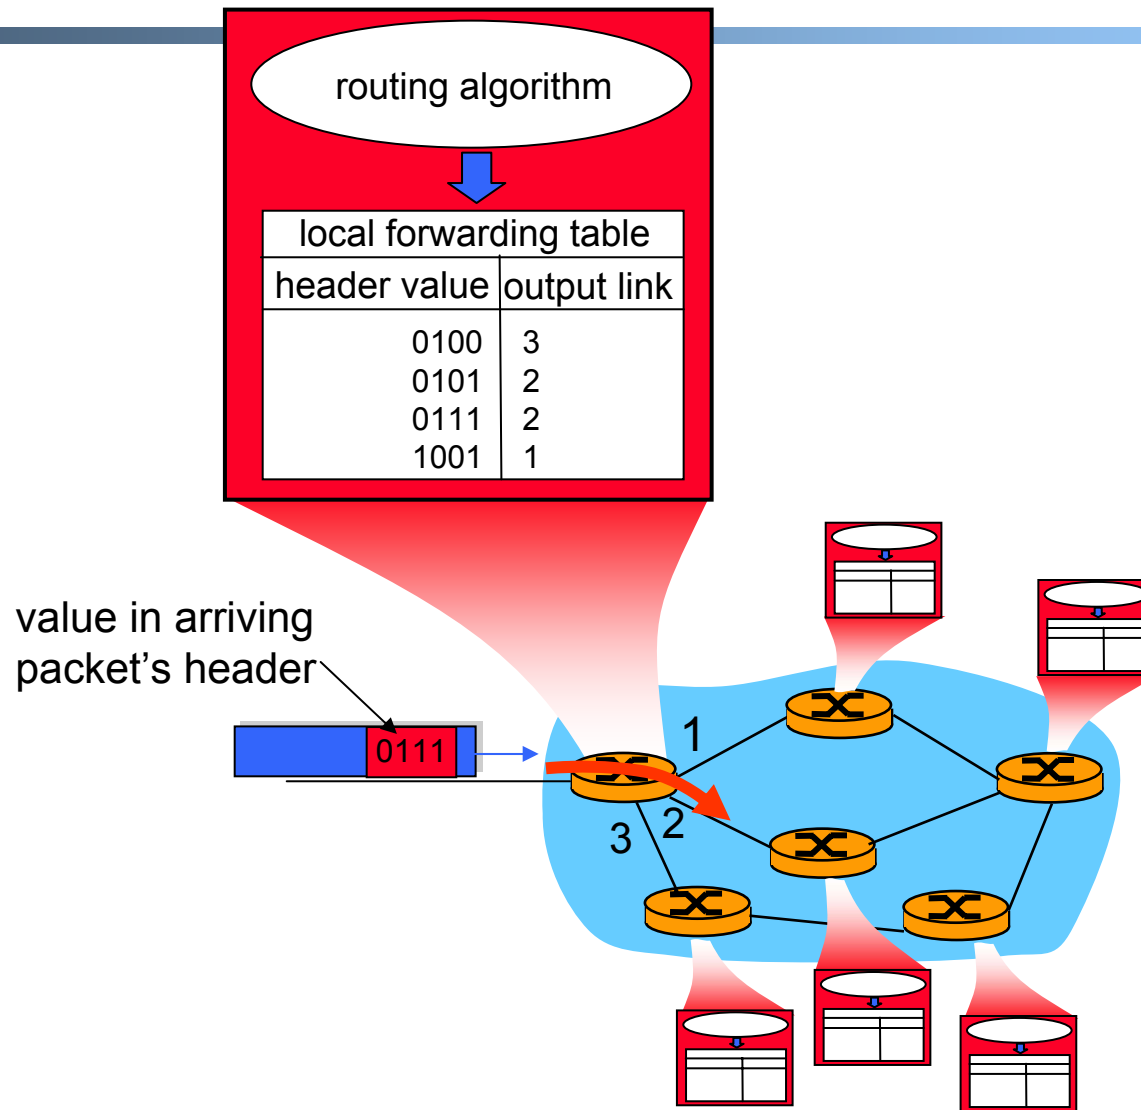 routing algorithm
local forwarding table
header value output link
0100 3
0101 2
0111 2
1001 1
value in arriving
packet's header
0111
1
2
3